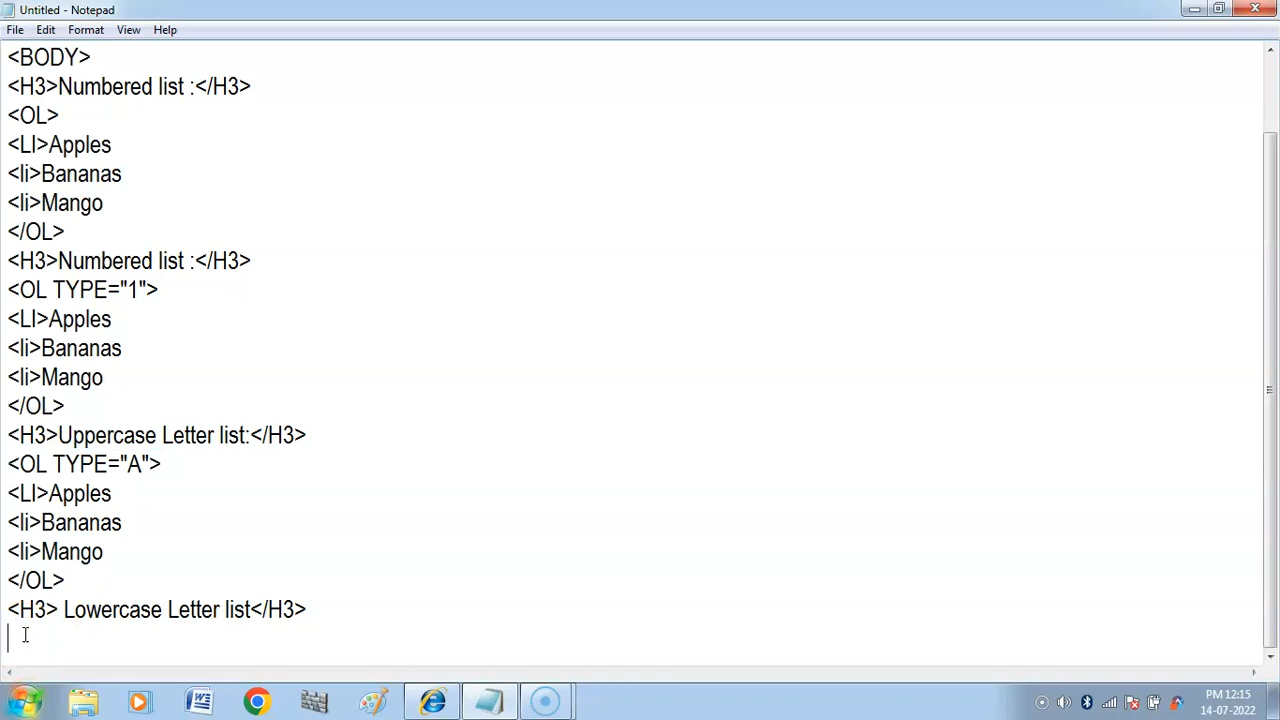 Untitled - Notepad
File Edit Format View Help
<BODY>
<H3>Numbered list :</H3>
<OL>
<LI>Apples
<li>Bananas
<li>Mango
</OL>
<H3>Numbered list :</H3>
<OL TYPE="1">
<LI>Apples
<li>Bananas
<li>Mango
</OL>
<H3>Uppercase Letter list:</H3>
<OL TYPE="A">
<LI>Apples
<li>Bananas
<li>Mango
</OL>
<H3> Lowercase Letter list</H3>
PM 12:15
14-07-2022